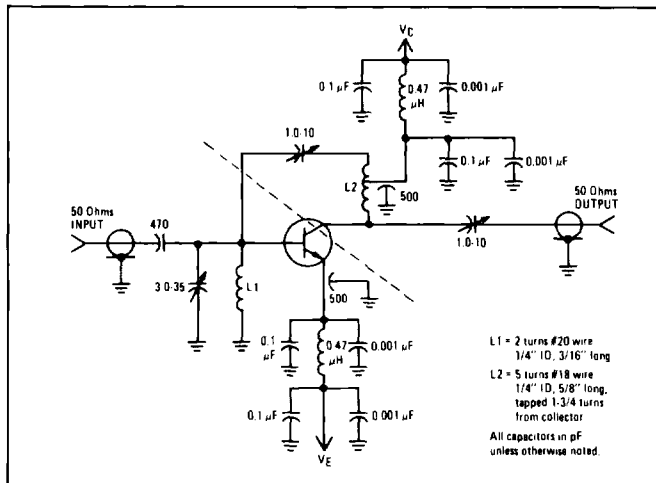 VC
0.1 µF
0.47
µH
0.001 µF
1.0-10
0.1 µF
0.001 µF
L2
500
50 Ohms
INPUT
470
50 Ohms
OUTPUT
1.0-10
3.0-35
L1
500
0.1
µF
0.47
µH
0.001 µF
0.1 µF
0.001 µF
VE
L1 = 2 turns #20 wire
1/4" ID, 3/16" long
L2 = 5 turns #18 wire
1/4" ID, 5/8" long,
tapped 1-3/4 turns
from collector
All capacitors in pF
unless otherwise noted.